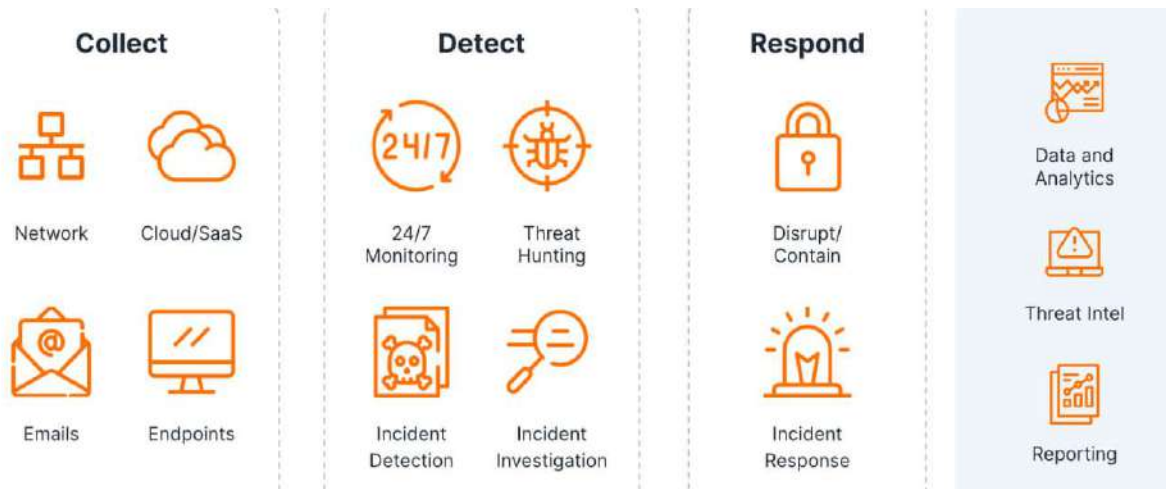 Collect
Network
Cloud/SaaS
Emails
@
Endpoints
Detect
24/7
24/7
Monitoring
Threat
Hunting
Incident
Detection
Incident
Investigation
Respond
Disrupt/
Contain
Incident
Response
Data and
Analytics
Threat Intel
Reporting